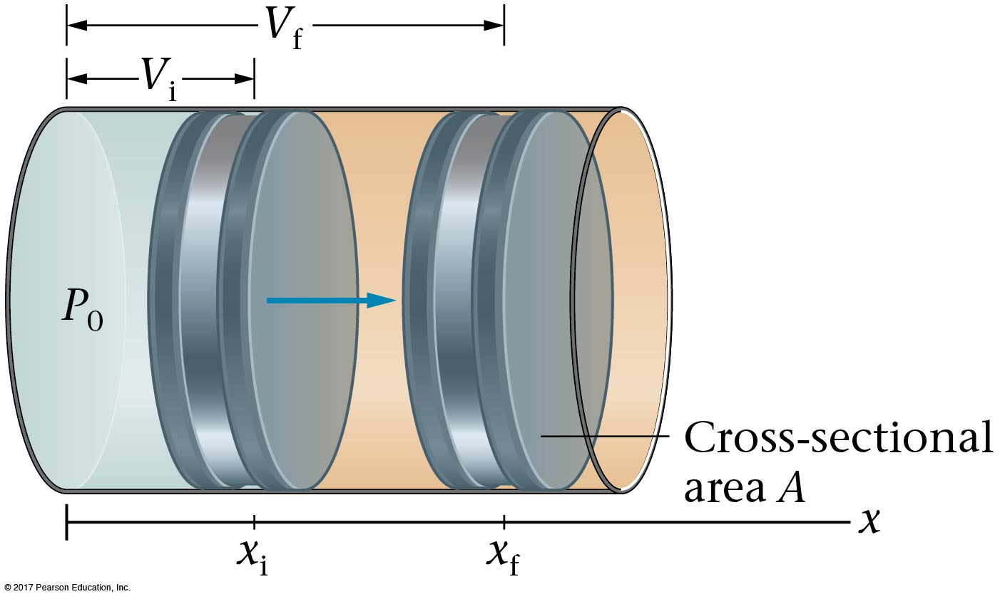 V_f
V_i
P_0
Cross-sectional
area A
x
x_i
x_f
© 2017 Pearson Education, Inc.